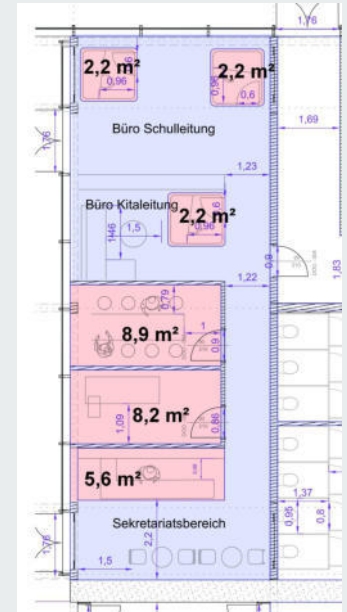 1,76
2,2 m²
2,2 m²
0,96
0,96
0,6
Büro Schulleitung
1,76
1,69
1,23
Büro Kitaleitung
2,2 m²
1,46
1,5
0,96
0,9
1,83
1,22
0,79
8,9 m²
1
0,9
8,2 m²
1,09
0,86
5,6 m²
1,37
0,95
0,8
Sekretariatsbereich
2,2
1,76
1,5